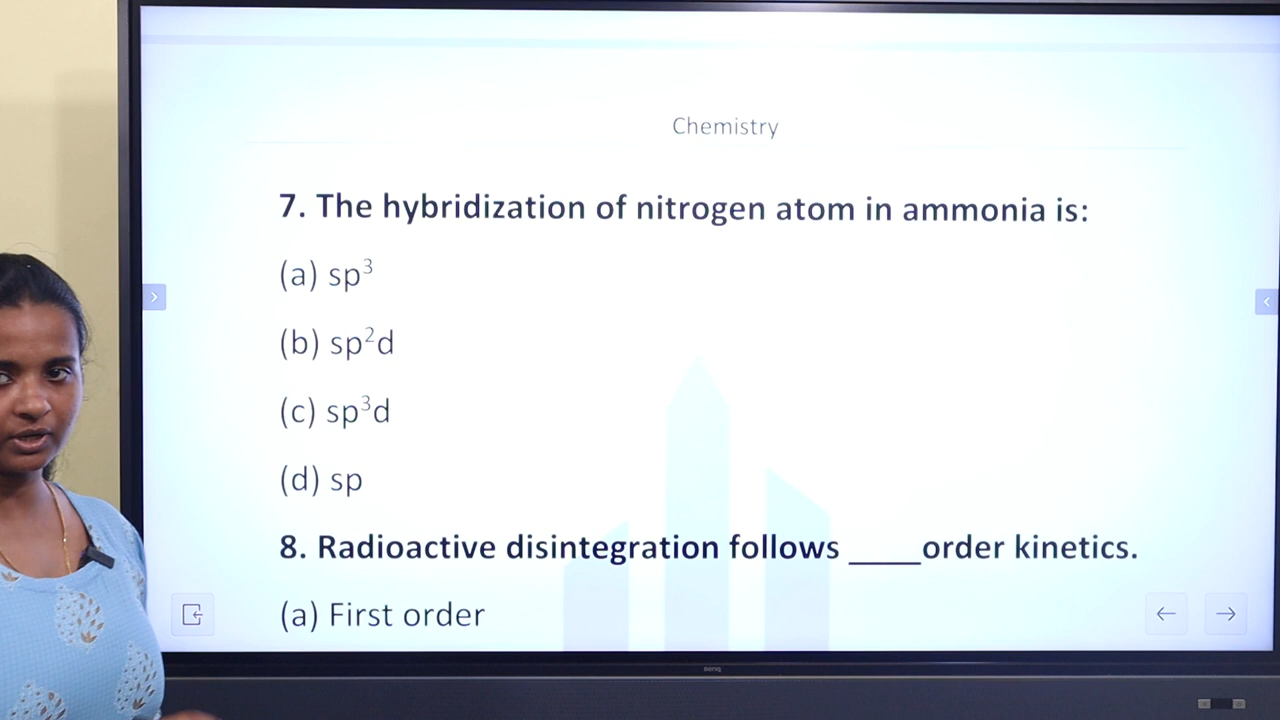 Chemistry
7. The hybridization of nitrogen atom in ammonia is:
(a) sp³
(b) sp²d
(c) sp³d
(d) sp
8. Radioactive disintegration follows ____order kinetics.
(a) First order
BenQ